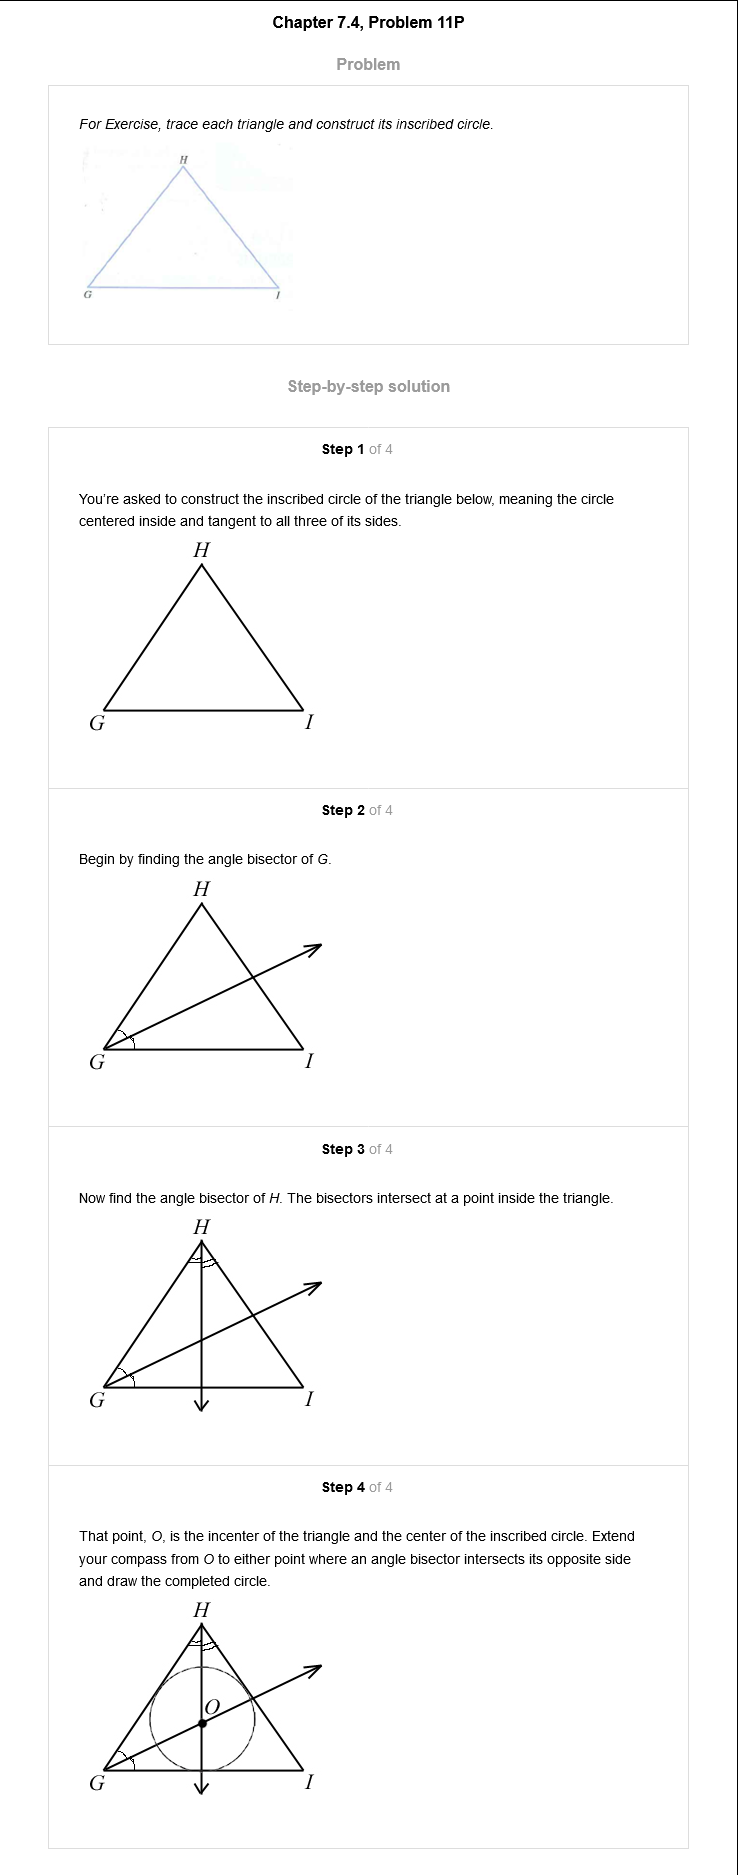 Chapter 7.4, Problem 11P
Problem
For Exercise, trace each triangle and construct its inscribed circle.
H
G
I
Step-by-step solution
Step 1 of 4
You're asked to construct the inscribed circle of the triangle below, meaning the circle
centered inside and tangent to all three of its sides.
H
G
I
Step 2 of 4
Begin by finding the angle bisector of G.
H
G
I
Step 3 of 4
Now find the angle bisector of H. The bisectors intersect at a point inside the triangle.
H
G
I
Step 4 of 4
That point, O, is the incenter of the triangle and the center of the inscribed circle. Extend
your compass from O to either point where an angle bisector intersects its opposite side
and draw the completed circle.
H
O
G
I